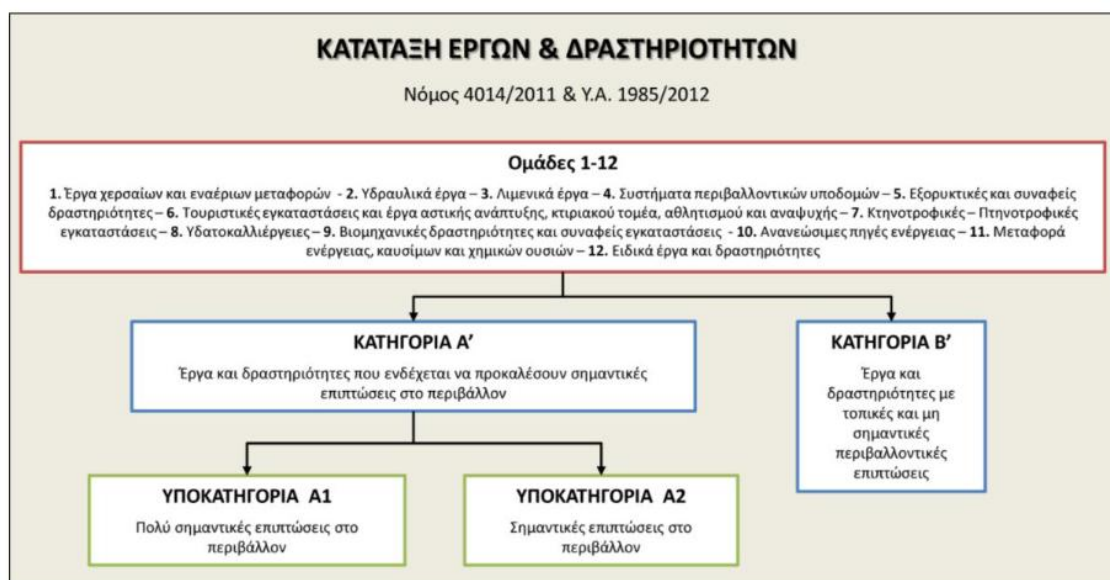 ΚΑΤΑΤΑΞΗ ΕΡΓΩΝ & ΔΡΑΣΤΗΡΙΟΤΗΤΩΝ
Νόμος 4014/2011 & Υ.Α. 1985/2012
Ομάδες 1-12
1. Έργα χερσαίων και εναέριων μεταφορών - 2. Υδραυλικά έργα – 3. Λιμενικά έργα – 4. Συστήματα περιβαλλοντικών υποδομών – 5. Εξορυκτικές και συναφείς
δραστηριότητες – 6. Τουριστικές εγκαταστάσεις και έργα αστικής ανάπτυξης, κτιριακού τομέα, αθλητισμού και αναψυχής – 7. Κτηνοτροφικές – Πτηνοτροφικές
εγκαταστάσεις – 8. Υδατοκαλλιέργειες – 9. Βιομηχανικές δραστηριότητες και συναφείς εγκαταστάσεις - 10. Ανανεώσιμες πηγές ενέργειας – 11. Μεταφορά
ενέργειας, καυσίμων και χημικών ουσιών – 12. Ειδικά έργα και δραστηριότητες
ΚΑΤΗΓΟΡΙΑ Α’
Έργα και δραστηριότητες που ενδέχεται να προκαλέσουν σημαντικές
επιπτώσεις στο περιβάλλον
ΚΑΤΗΓΟΡΙΑ Β’
Έργα και
δραστηριότητες με
τοπικές και μη
σημαντικές
περιβαλλοντικές
επιπτώσεις
ΥΠΟΚΑΤΗΓΟΡΙΑ Α1
Πολύ σημαντικές επιπτώσεις στο
περιβάλλον
ΥΠΟΚΑΤΗΓΟΡΙΑ Α2
Σημαντικές επιπτώσεις στο
περιβάλλον